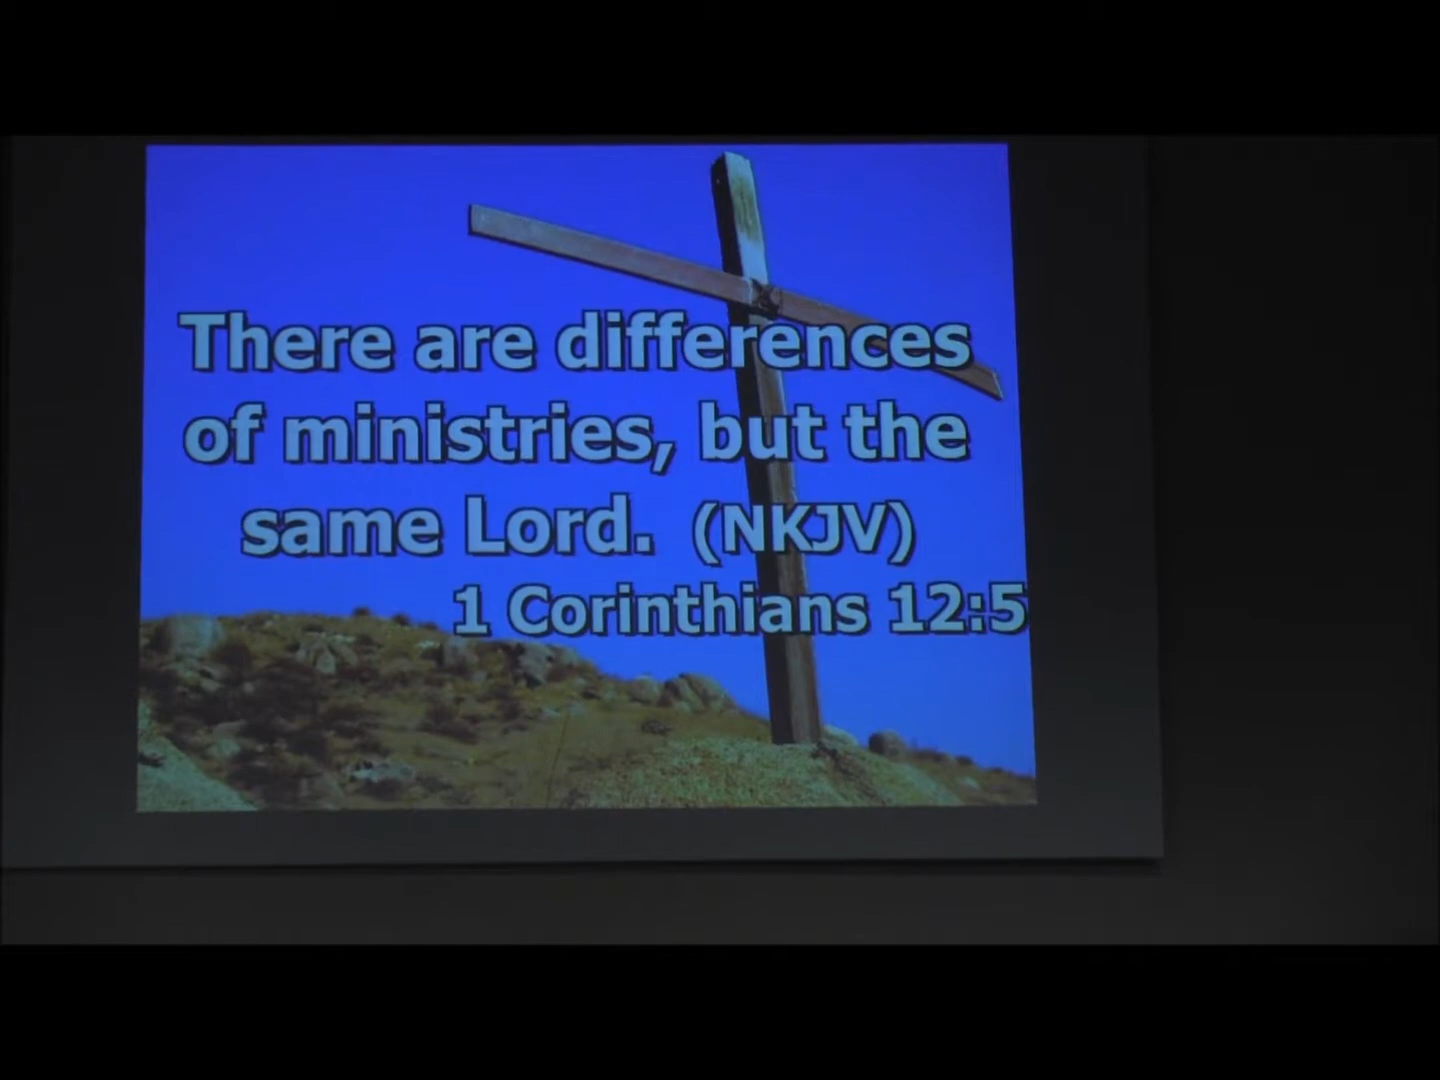 There are differences
of ministries, but the
same Lord. (NKJV)
1 Corinthians 12:5